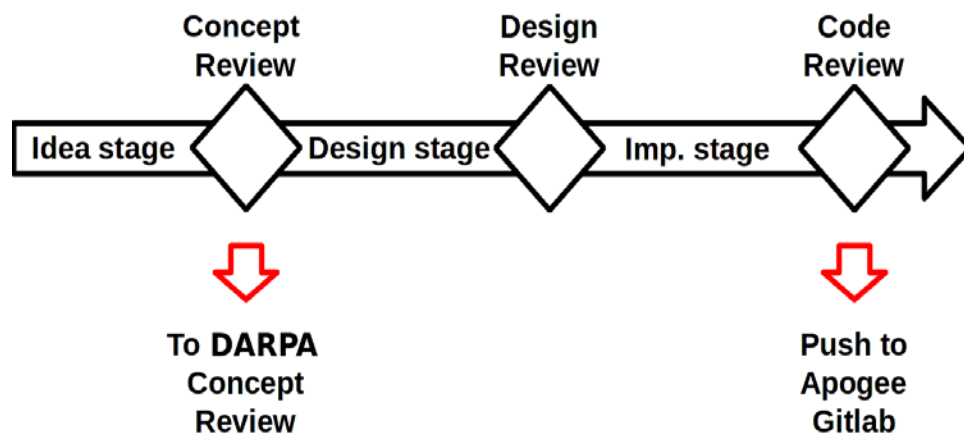 Concept
Review
Design
Review
Code
Review
Idea stage
Design stage
Imp. stage
To DARPA
Concept
Review
Push to
Apogee
Gitlab